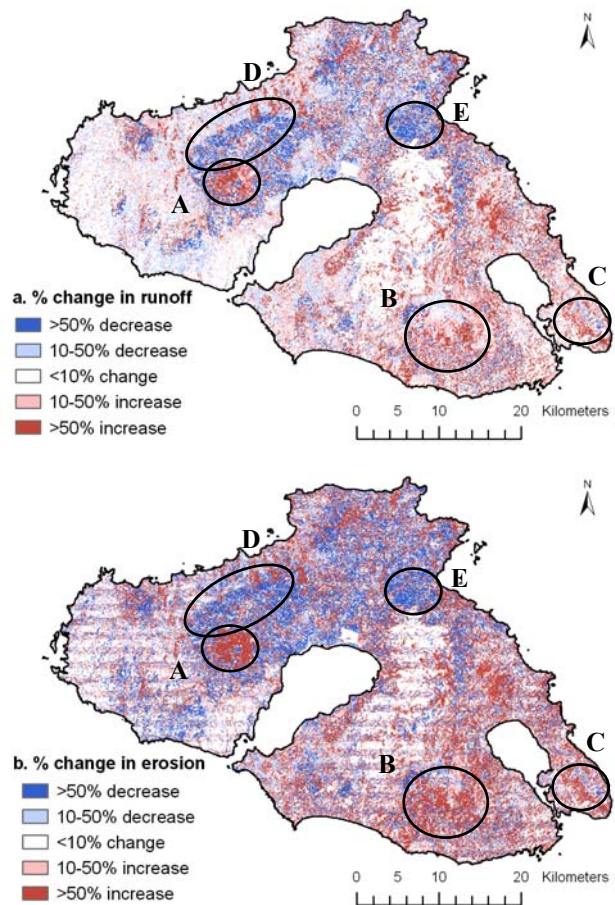 N
D
E
A
C
B
a. % change in runoff
>50% decrease
10-50% decrease
<10% change
10-50% increase
>50% increase
0 5 10 20 Kilometers
N
D
E
A
C
B
b. % change in erosion
>50% decrease
10-50% decrease
<10% change
10-50% increase
>50% increase
0 5 10 20 Kilometers